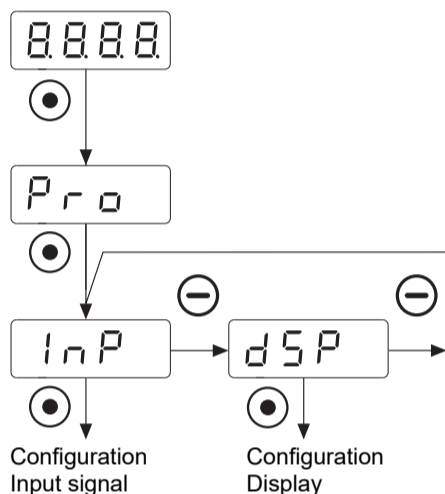 8.8.8.8.
Pro
InP
dSP
Configuration
Input signal
Configuration
Display